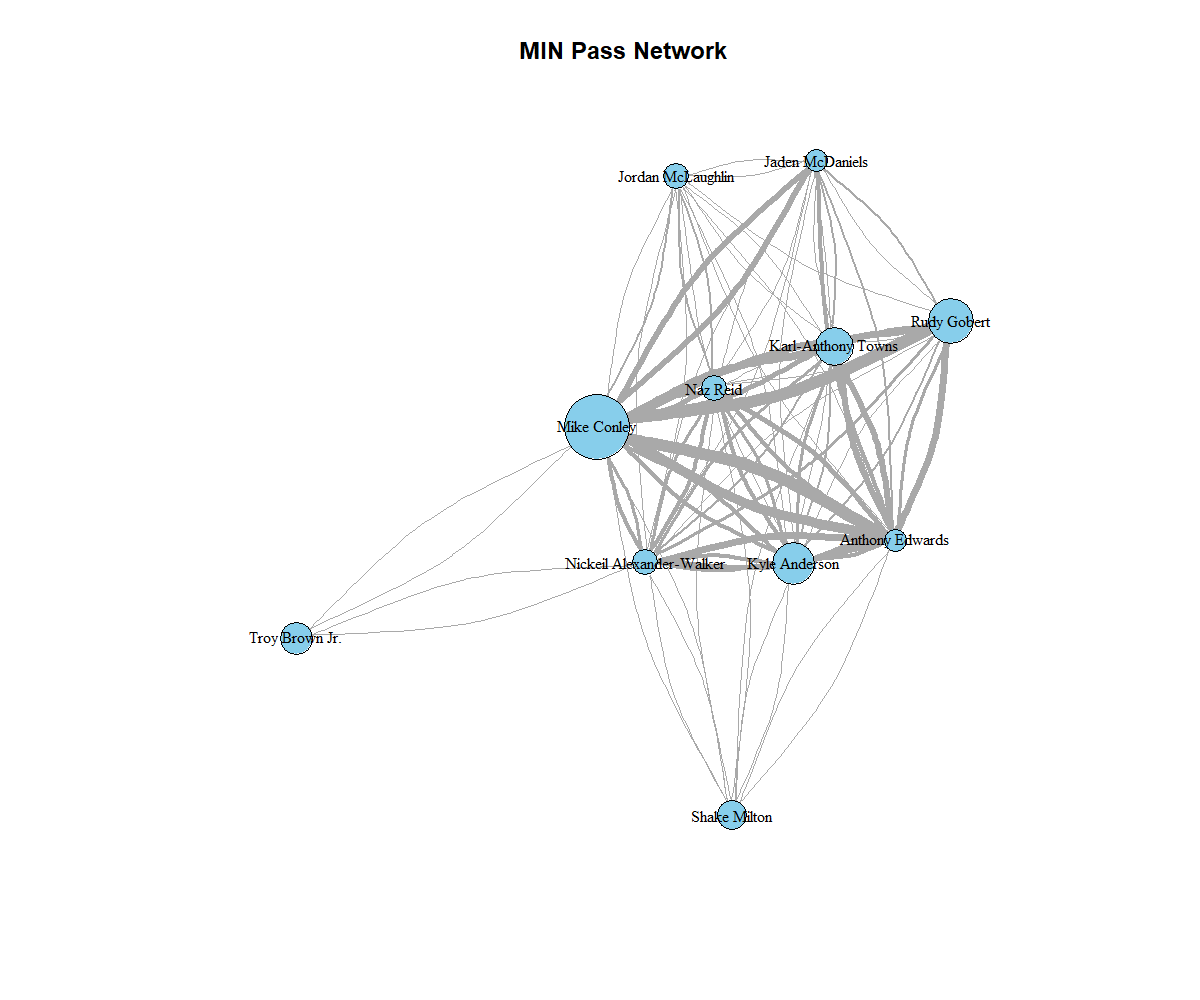 MIN Pass Network
Jaden McDaniels
Jordan McLaughlin
Rudy Gobert
Karl-Anthony Towns
Naz Reid
Mike Conley
Anthony Edwards
Nickeil Alexander-Walker
Kyle Anderson
Troy Brown Jr.
Shake Milton